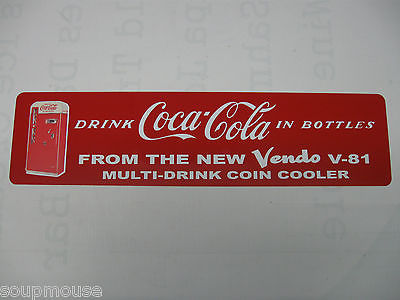 DRINK Coca-Cola IN BOTTLES
FROM THE NEW Vendo V-81
MULTI-DRINK COIN COOLER
© soupmouse